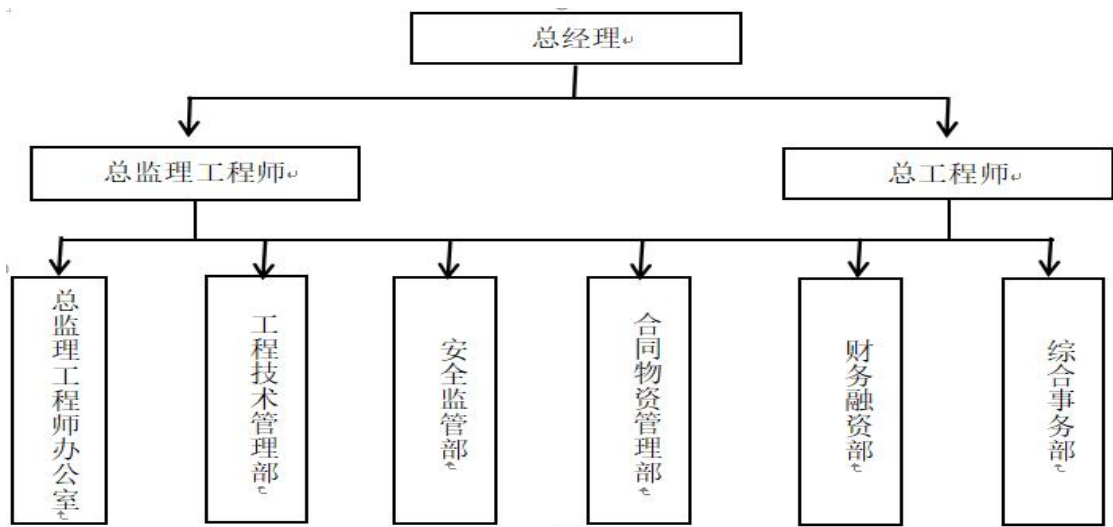 总经理
总监理工程师
总工程师
总监理工程师办公室
工程技术管理部
安全监管部
合同物资管理部
财务融资部
综合事务部